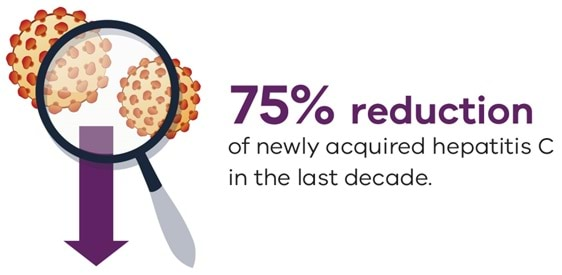 75% reduction
of newly acquired hepatitis C
in the last decade.